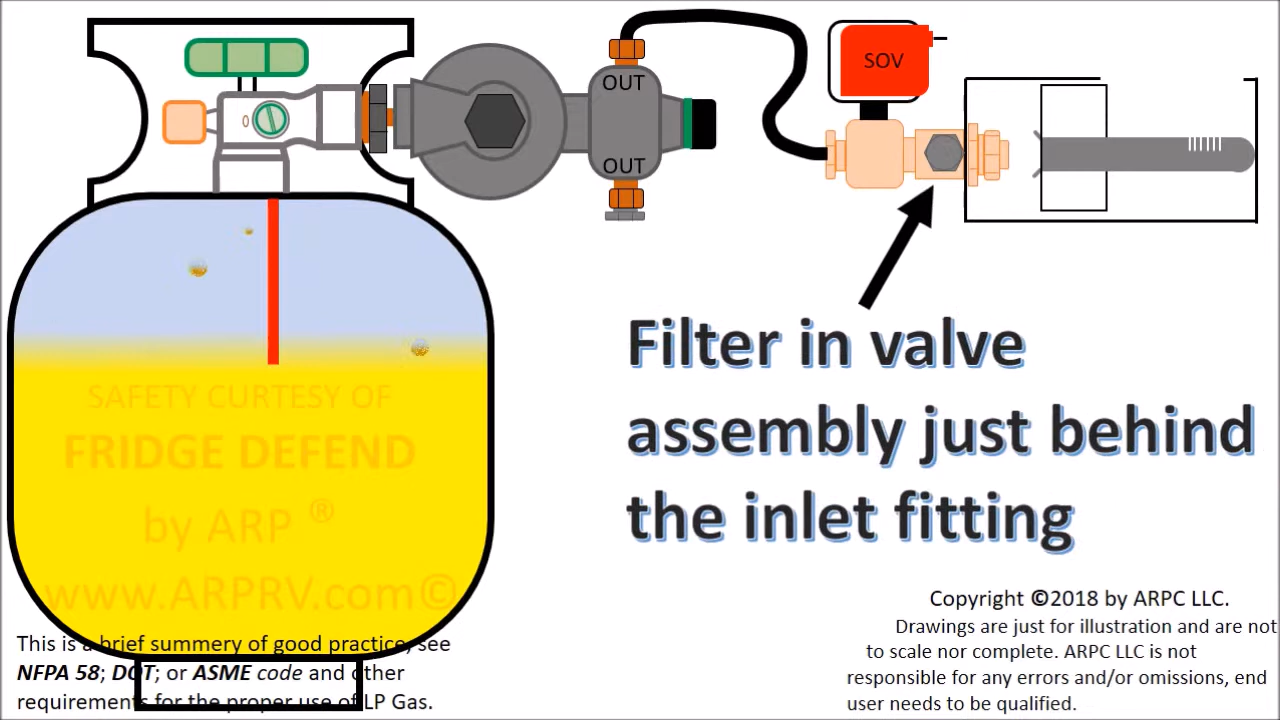 OUT
SOV
OUT
Filter in valve
assembly just behind
the inlet fitting
SAFETY CURTESY OF
FRIDGE DEFEND
by ARP ®
www.ARPRV.com©
This is a brief summery of good practice, see
NFPA 58; DOT; or ASME code and other
requirements for the proper use of LP Gas.
Copyright ©2018 by ARPC LLC.
Drawings are just for illustration and are not
to scale nor complete. ARPC LLC is not
responsible for any errors and/or omissions, end
user needs to be qualified.